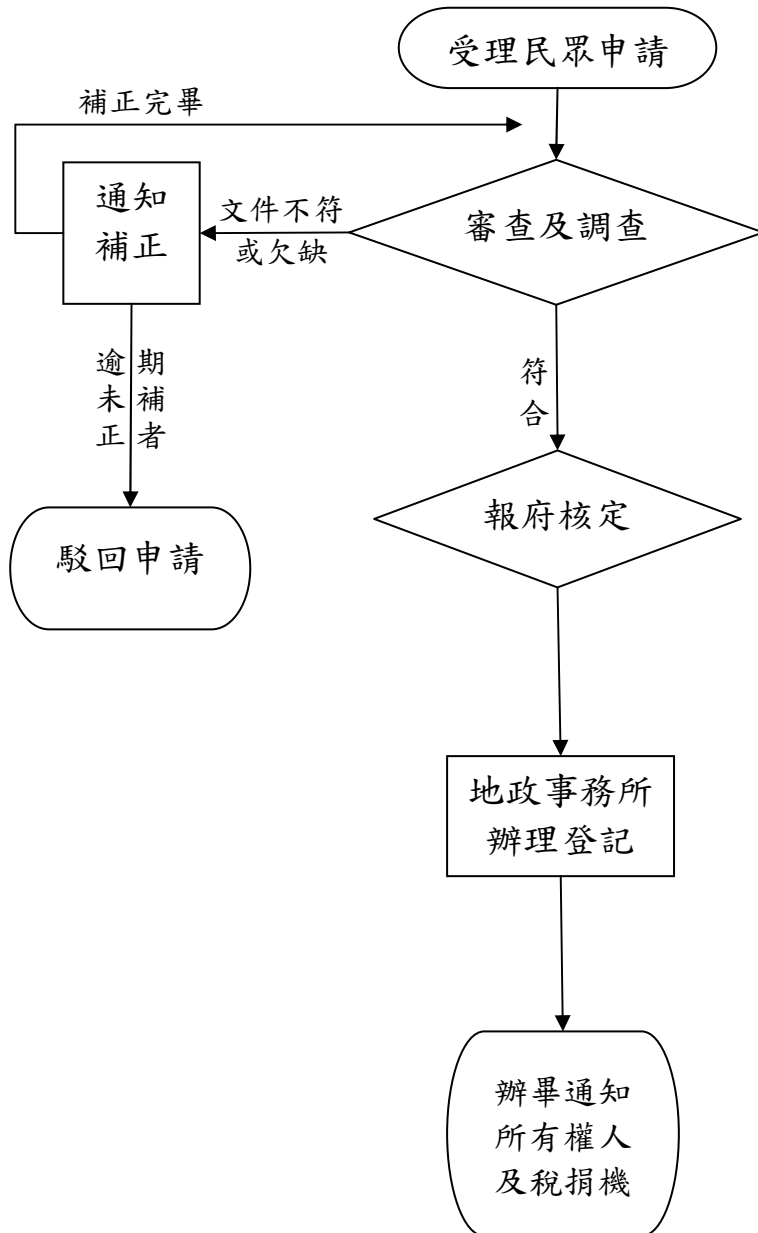 受理民眾申請
補正完畢
通知
補正
文件不符
或欠缺
審查及調查
逾期
未補
正者
符
合
報府核定
駁回申請
地政事務所
辦理登記
辦畢通知
所有權人
及稅捐機